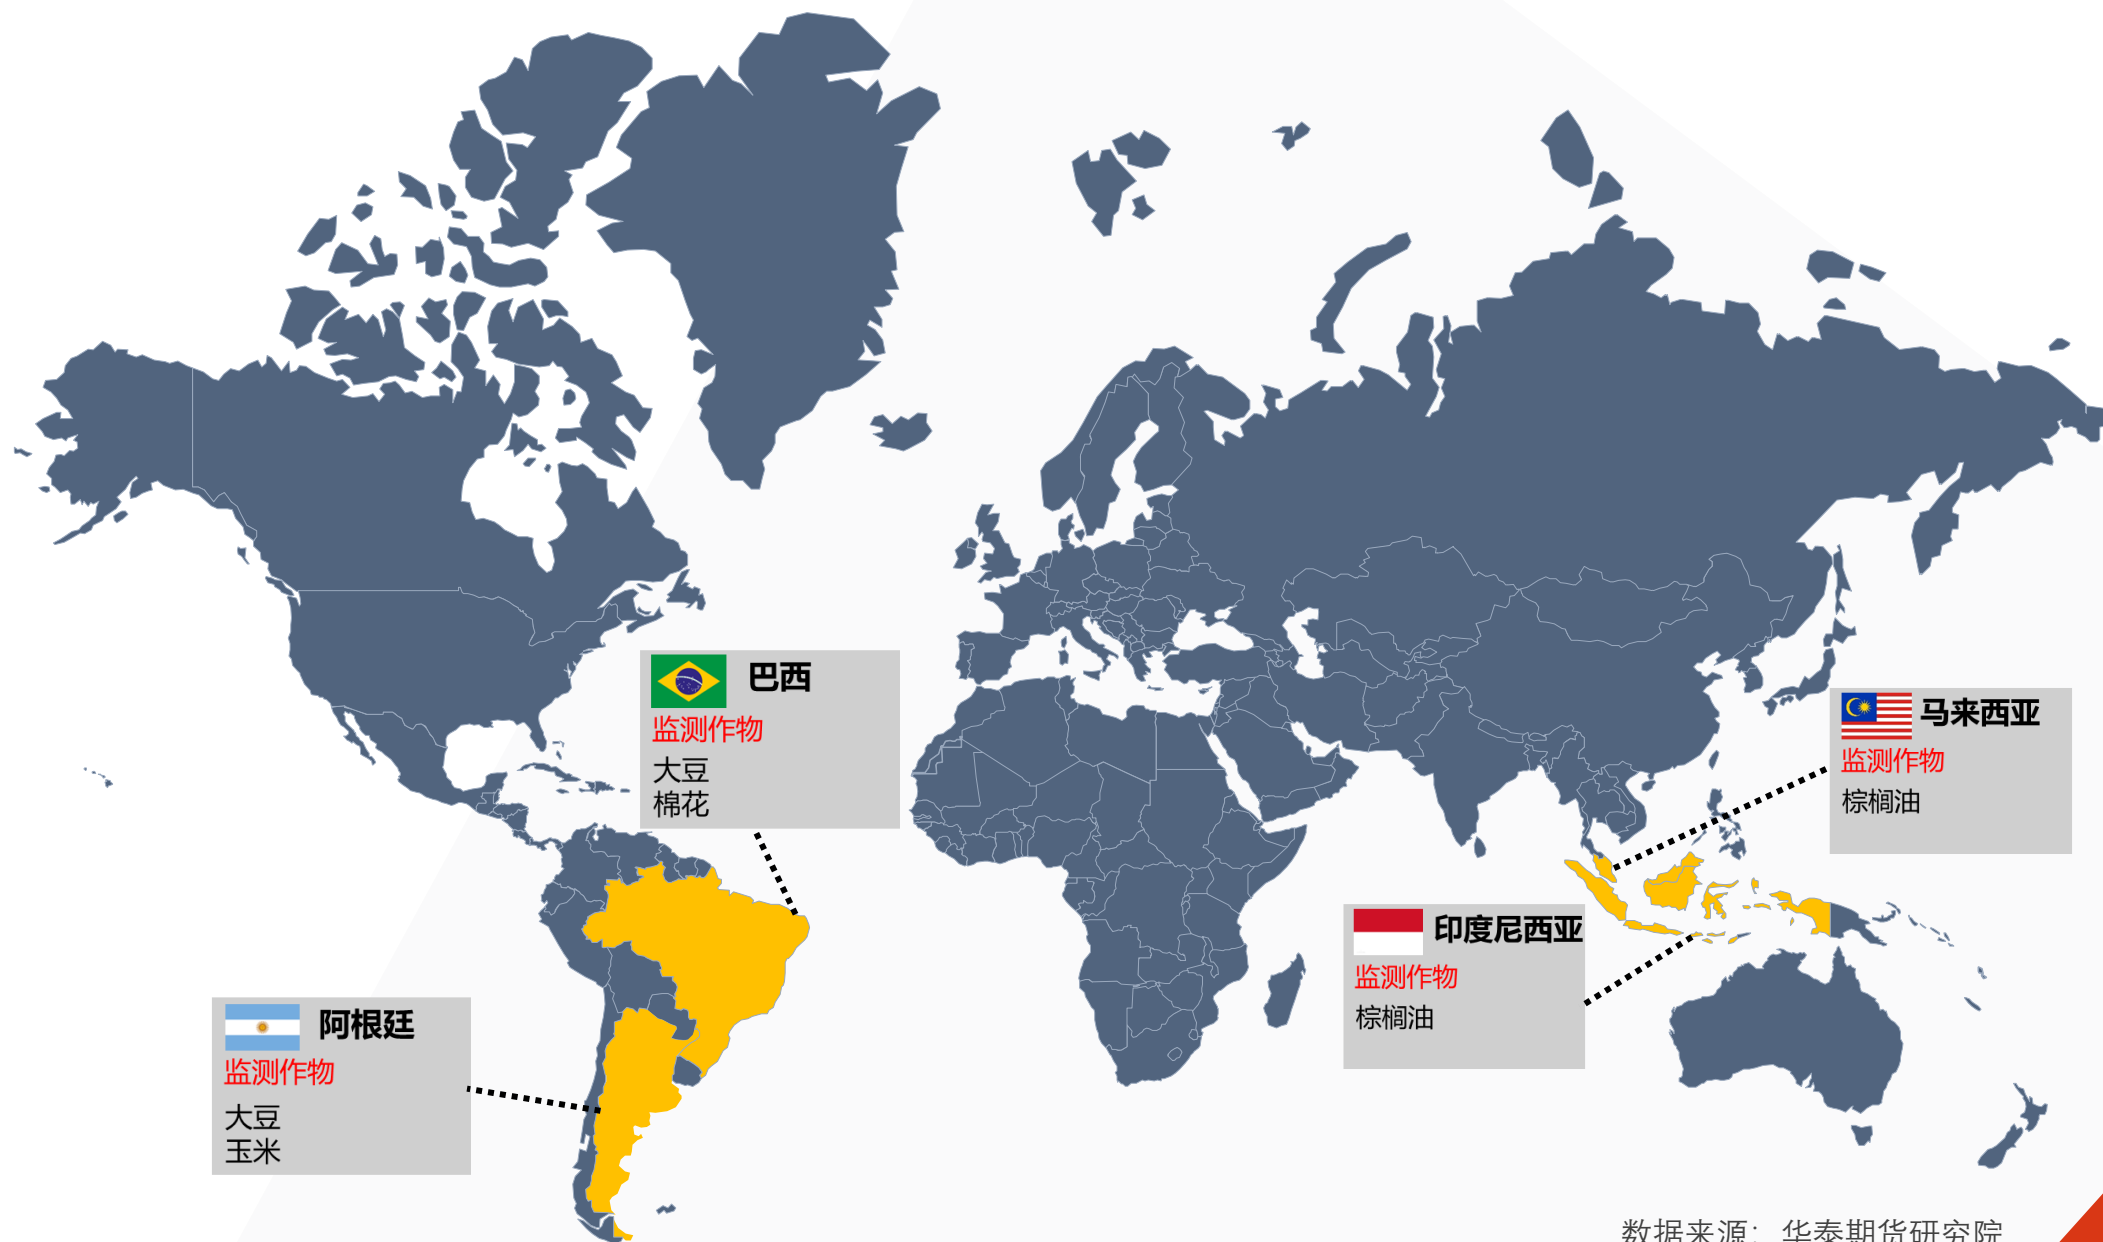 巴西
监测作物
大豆
棉花
马来西亚
监测作物
棕榈油
印度尼西亚
监测作物
棕榈油
阿根廷
监测作物
大豆
玉米
数据来源：华泰期货研究院